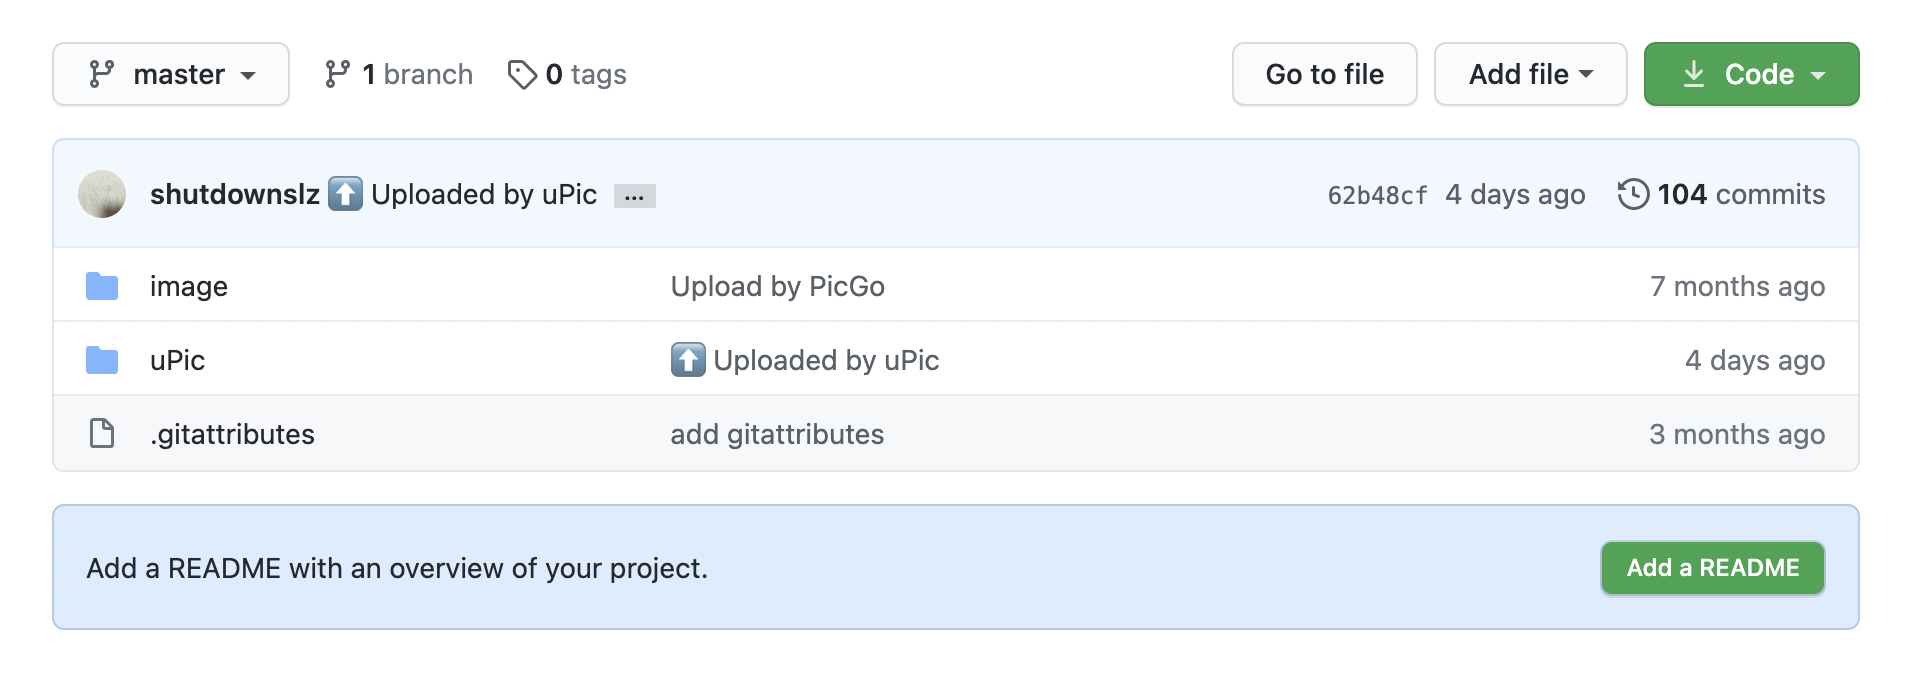 master 1 branch 0 tags Go to file Add file Code
shutdownslz ⬆️ Uploaded by uPic ... 62b48cf 4 days ago 104 commits
image Upload by PicGo 7 months ago
uPic ⬆️ Uploaded by uPic 4 days ago
.gitattributes add gitattributes 3 months ago
Add a README with an overview of your project. Add a README